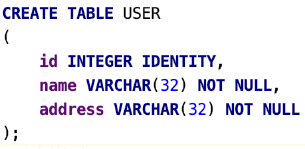 CREATE TABLE USER
(
    id INTEGER IDENTITY,
    name VARCHAR(32) NOT NULL,
    address VARCHAR(32) NOT NULL
);